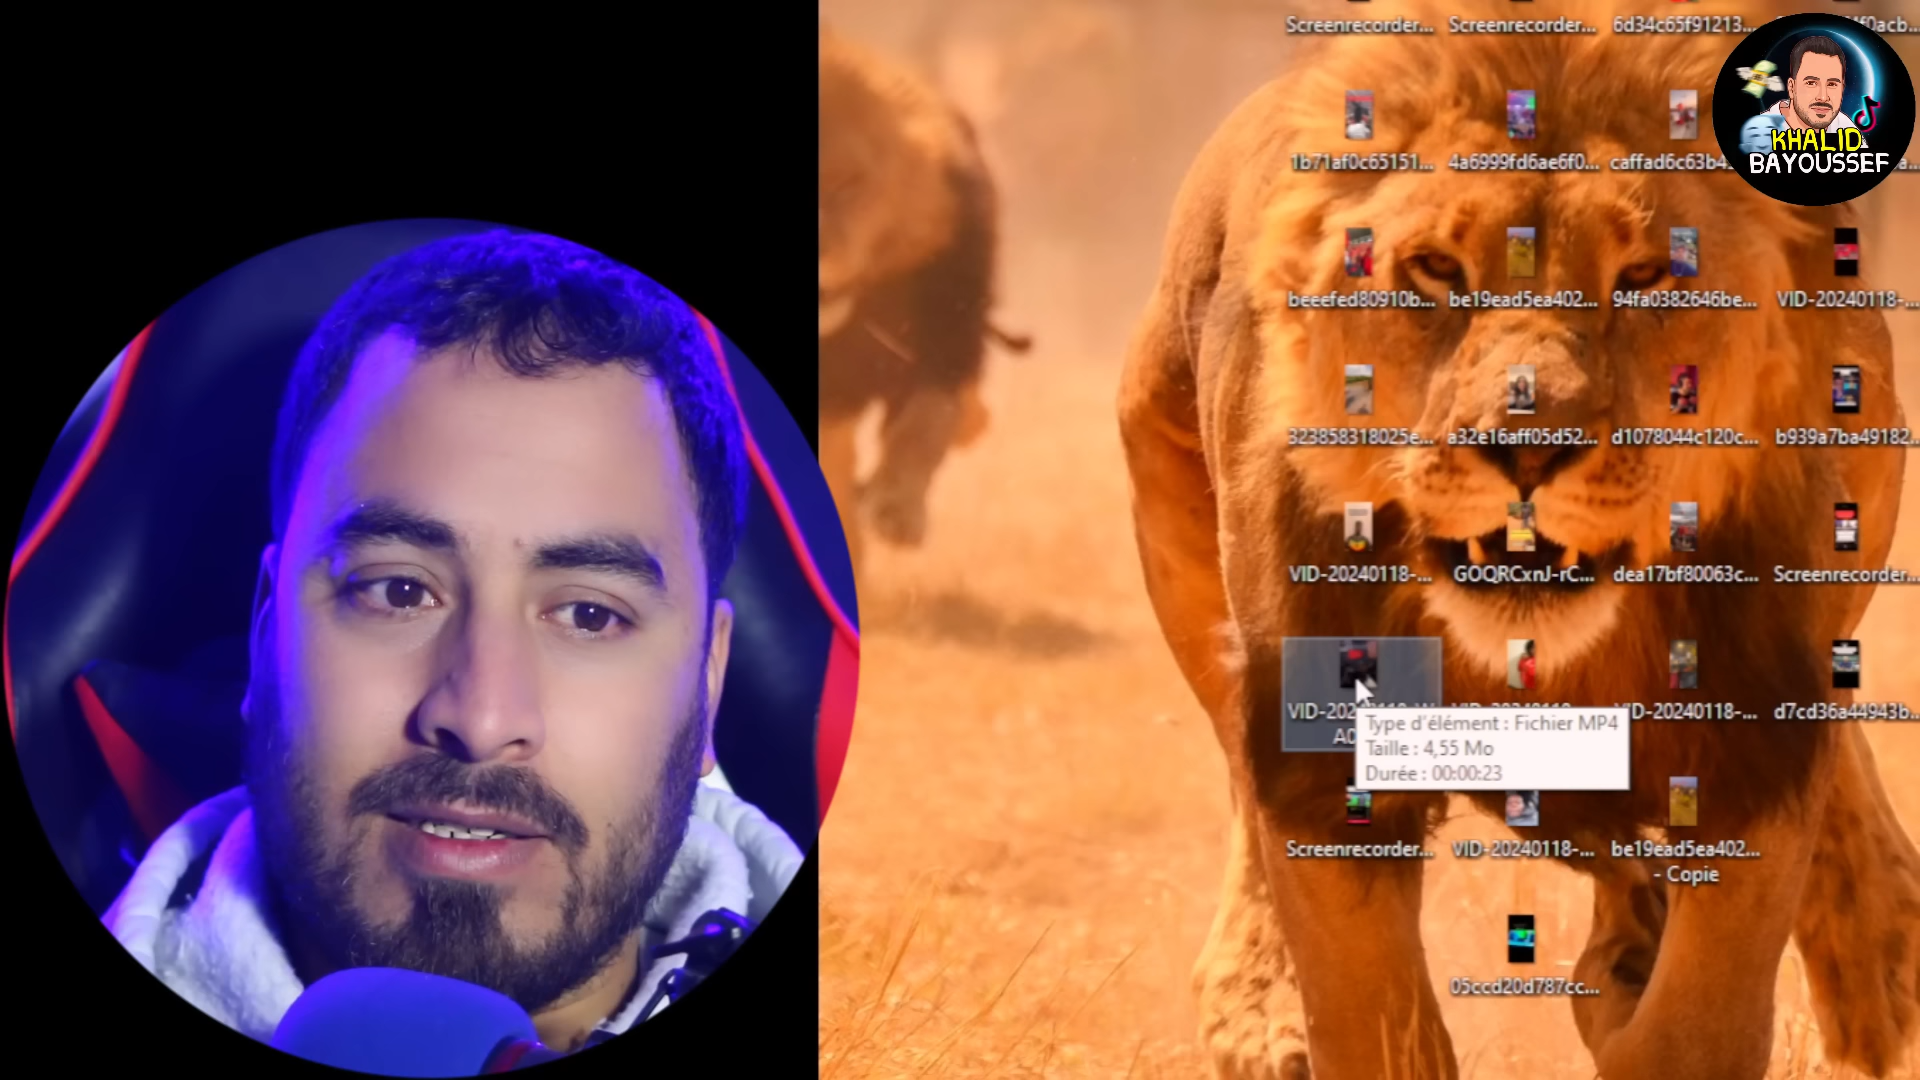 Screenrecorder...
Screenrecorder...
6d34c65f91213...
KHALID
BAYOUSSEF
1b71af0c65151...
4a6999fd6ae6f0...
beeefed80910b...
be19ead5ea402...
94fa0382646be...
VID-20240118-...
323858318025e...
a32e16aff05d52...
d1078044c120c...
b939a7ba49182...
VID-20240118-...
GOQRCxnJ-rC...
dea17bf80063c...
Screenrecorder...
VID-20240118-...
d7cd36a44943b...
Type d'élément : Fichier MP4
Taille : 4,55 Mo
Durée : 00:00:23
Screenrecorder...
VID-20240118-...
be19ead5ea402...
- Copie
05ccd20d787cc...